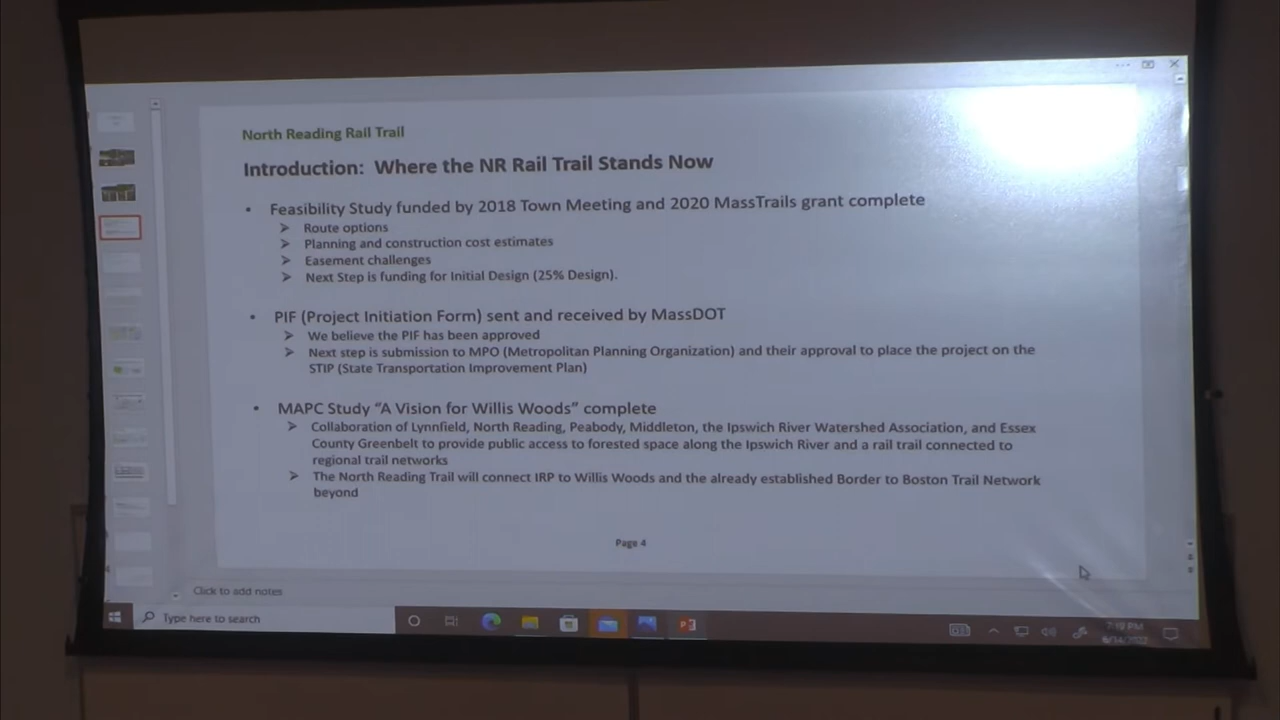 North Reading Rail Trail
Introduction: Where the NR Rail Trail Stands Now
• Feasibility Study funded by 2018 Town Meeting and 2020 MassTrails grant complete
➢ Route options
➢ Planning and construction cost estimates
➢ Easement challenges
➢ Next Step is funding for Initial Design (25% Design).
• PIF (Project Initiation Form) sent and received by MassDOT
➢ We believe the PIF has been approved
➢ Next step is submission to MPO (Metropolitan Planning Organization) and their approval to place the project on the
STIP (State Transportation Improvement Plan)
• MAPC Study “A Vision for Willis Woods” complete
➢ Collaboration of Lynnfield, North Reading, Peabody, Middleton, the Ipswich River Watershed Association, and Essex
County Greenbelt to provide public access to forested space along the Ipswich River and a rail trail connected to
regional trail networks
➢ The North Reading Trail will connect IRP to Willis Woods and the already established Border to Boston Trail Network
beyond
Page 4
Click to add notes
Type here to search
7:19 PM